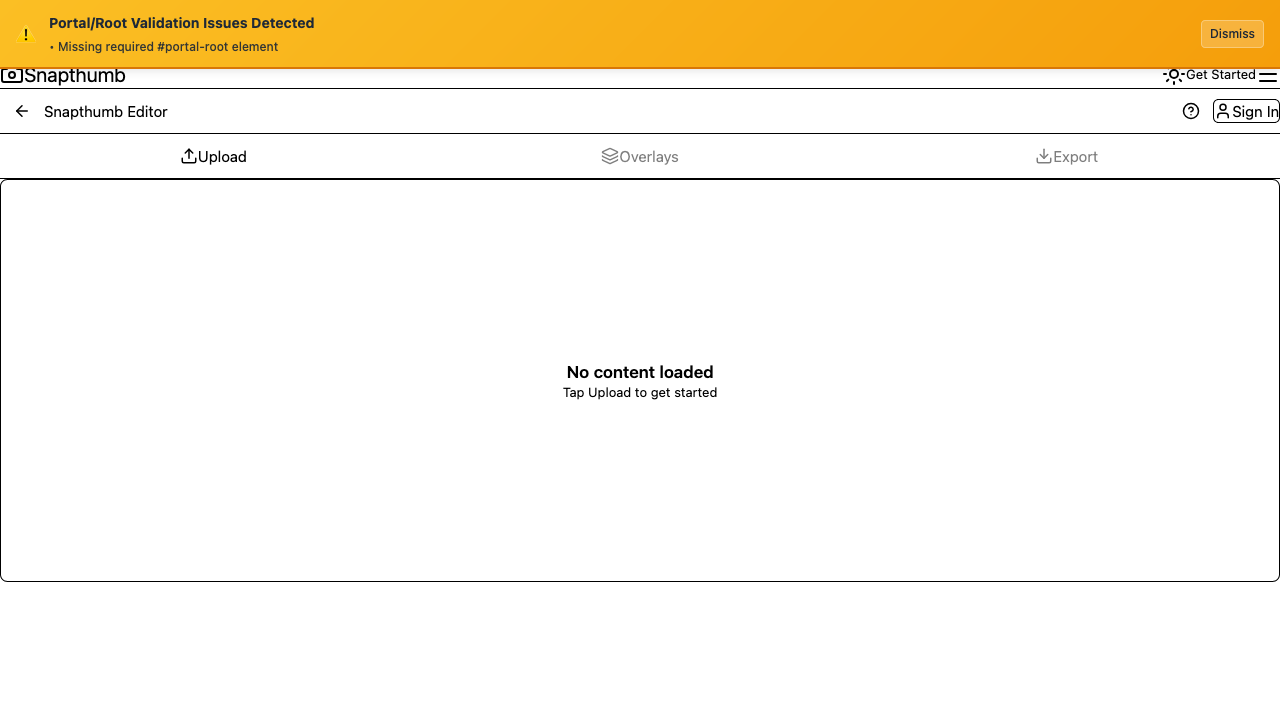 Portal/Root Validation Issues Detected
• Missing required #portal-root element
Dismiss
Snapthumb
Get Started
Snapthumb Editor
Sign In
Upload
Overlays
Export
No content loaded
Tap Upload to get started